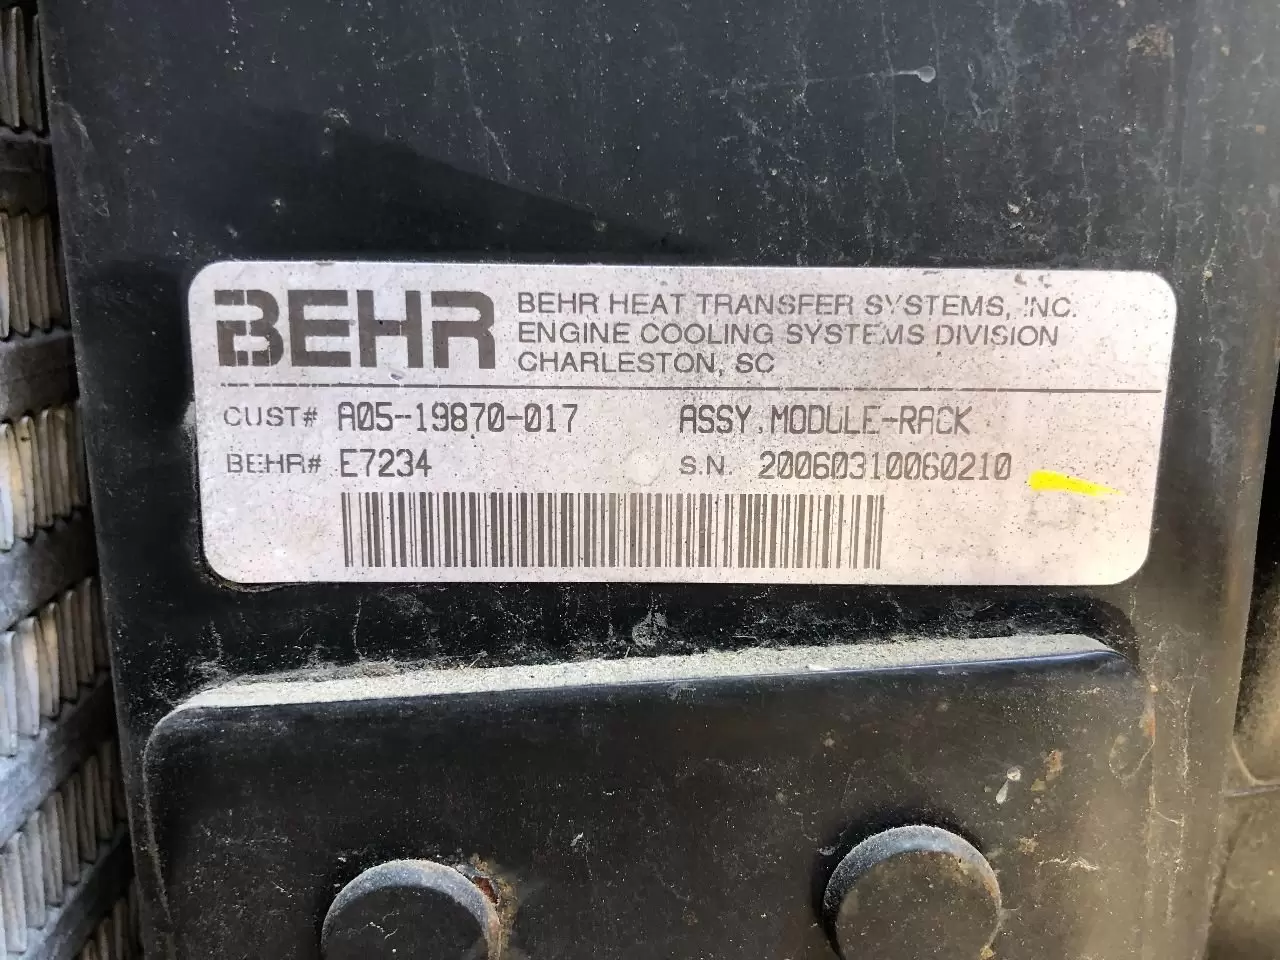 BEHR
BEHR HEAT TRANSFER SYSTEMS, INC.
ENGINE COOLING SYSTEMS DIVISION
CHARLESTON, SC
CUST# A05-19870-017 ASSY,MODULE-RACK
BEHR# E7234 S.N. 20060310060210